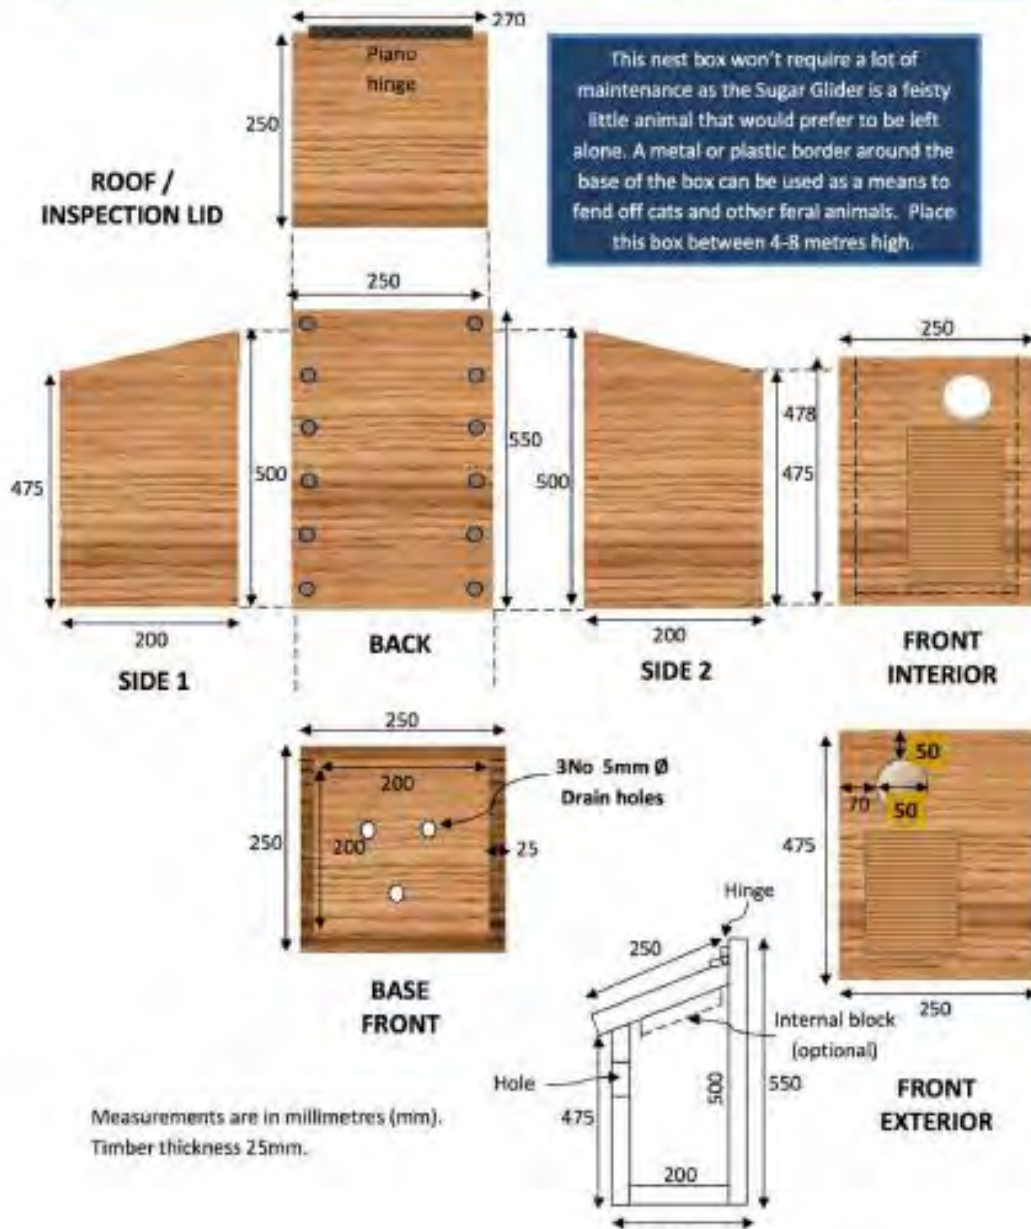 270
Piano
hinge
250
ROOF /
INSPECTION LID
This nest box won't require a lot of
maintenance as the Sugar Glider is a feisty
little animal that would prefer to be left
alone. A metal or plastic border around the
base of the box can be used as a means to
fend off cats and other feral animals. Place
this box between 4-8 metres high.
250
250
475
500
550
500
478
475
200
200
SIDE 1
BACK
SIDE 2
FRONT
INTERIOR
250
250
200
200
25
3No 5mm Ø
Drain holes
BASE
FRONT
50
70
50
475
250
FRONT
EXTERIOR
Hinge
250
Internal block
(optional)
Hole
475
500
550
200
Measurements are in millimetres (mm).
Timber thickness 25mm.